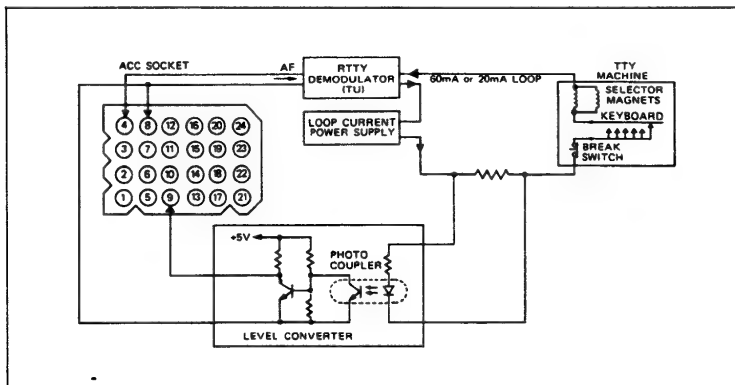 ACC SOCKET
AF
RTTY
DEMODULATOR
(TU)
60mA or 20mA LOOP
TTY
MACHINE
SELECTOR
MAGNETS
KEYBOARD
BREAK
SWITCH
LOOP CURRENT
POWER SUPPLY
4 8 12 16 20 24
3 7 11 15 19 23
2 6 10 14 18 22
1 5 9 13 17 21
+5V
PHOTO
COUPLER
LEVEL CONVERTER